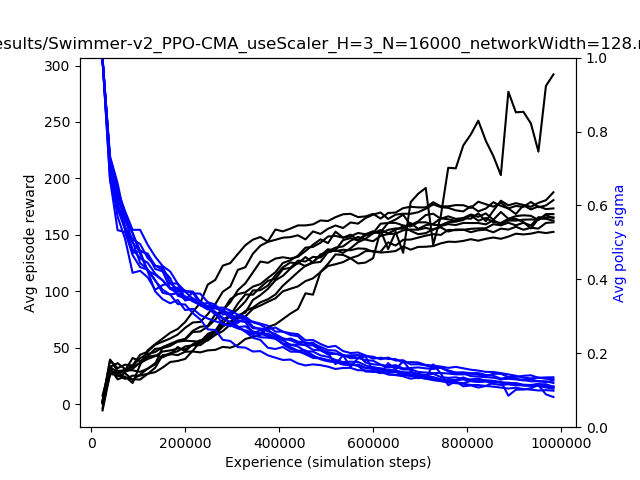 esults/Swimmer-v2_PPO-CMA_useScaler_H=3_N=16000_networkWidth=128.
300
250
200
150
100
50
0
Avg episode reward
1.0
0.8
0.6
0.4
0.2
0.0
Avg policy sigma
0 200000 400000 600000 800000 1000000
Experience (simulation steps)